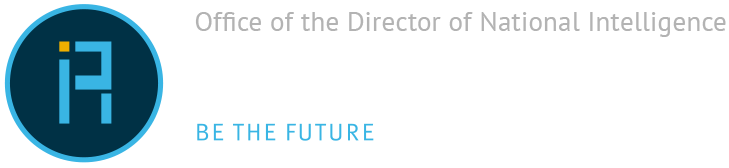 Office of the Director of National Intelligence
BE THE FUTURE